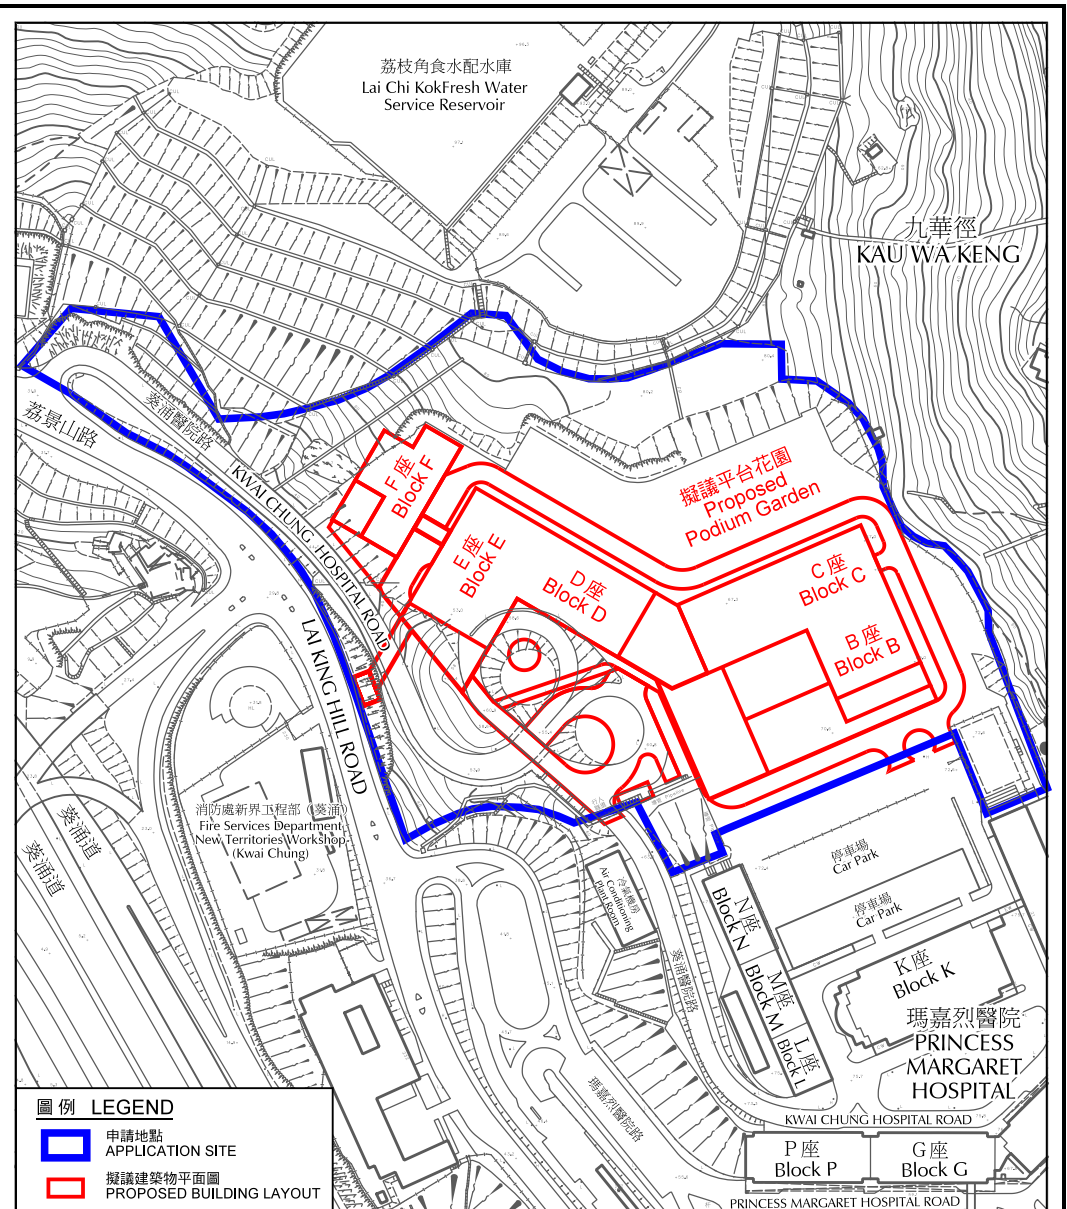 荔枝角食水配水庫
Lai Chi KokFresh Water
Service Reservoir
九華徑
KAU WA KENG
荔景山路
葵涌醫院路
KWAI CHUNG HOSPITAL ROAD
LAI KING HILL ROAD
F座
Block F
E座
Block E
D座
Block D
擬議平台花園
Proposed
Podium Garden
C座
Block C
B座
Block B
消防處新界工程部(葵涌)
Fire Services Department
New Territories Workshop
(Kwai Chung)
葵涌道
葵涌道
冷氣機房
Air Conditioning
Plant Room
停車場
Car Park
停車場
Car Park
N座
Block N
M座
Block M
L座
Block L
K座
Block K
葵涌醫院路
瑪嘉烈醫院
PRINCESS
MARGARET
HOSPITAL
瑪嘉烈醫院路
KWAI CHUNG HOSPITAL ROAD
P座
Block P
G座
Block G
PRINCESS MARGARET HOSPITAL ROAD
圖例 LEGEND
申請地點
APPLICATION SITE
擬議建築物平面圖
PROPOSED BUILDING LAYOUT